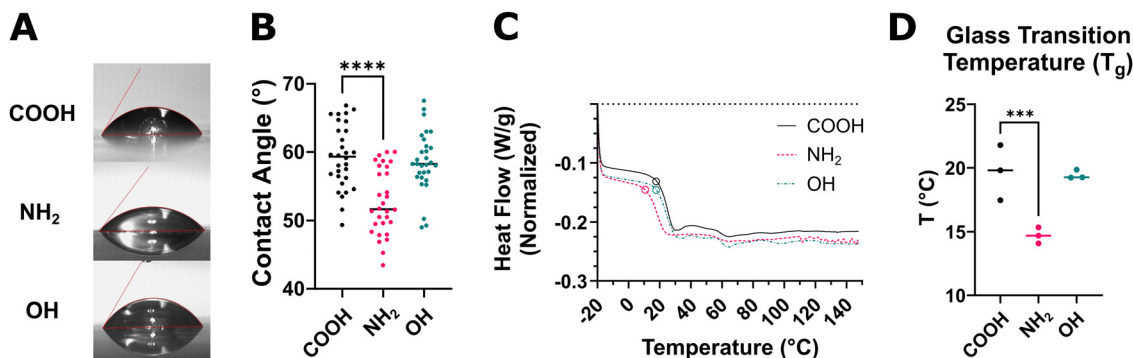 A
COOH
NH2
OH
B
****
Contact Angle (°)
70
60
50
40
COOH
NH2
OH
C
Heat Flow (W/g)
(Normalized)
-0.1
-0.2
-0.3
COOH
NH2
OH
-20 0 20 40 60 80 100 120 140
Temperature (°C)
D
Glass Transition
Temperature (Tg)
***
T (°C)
25
20
15
10
COOH
NH2
OH